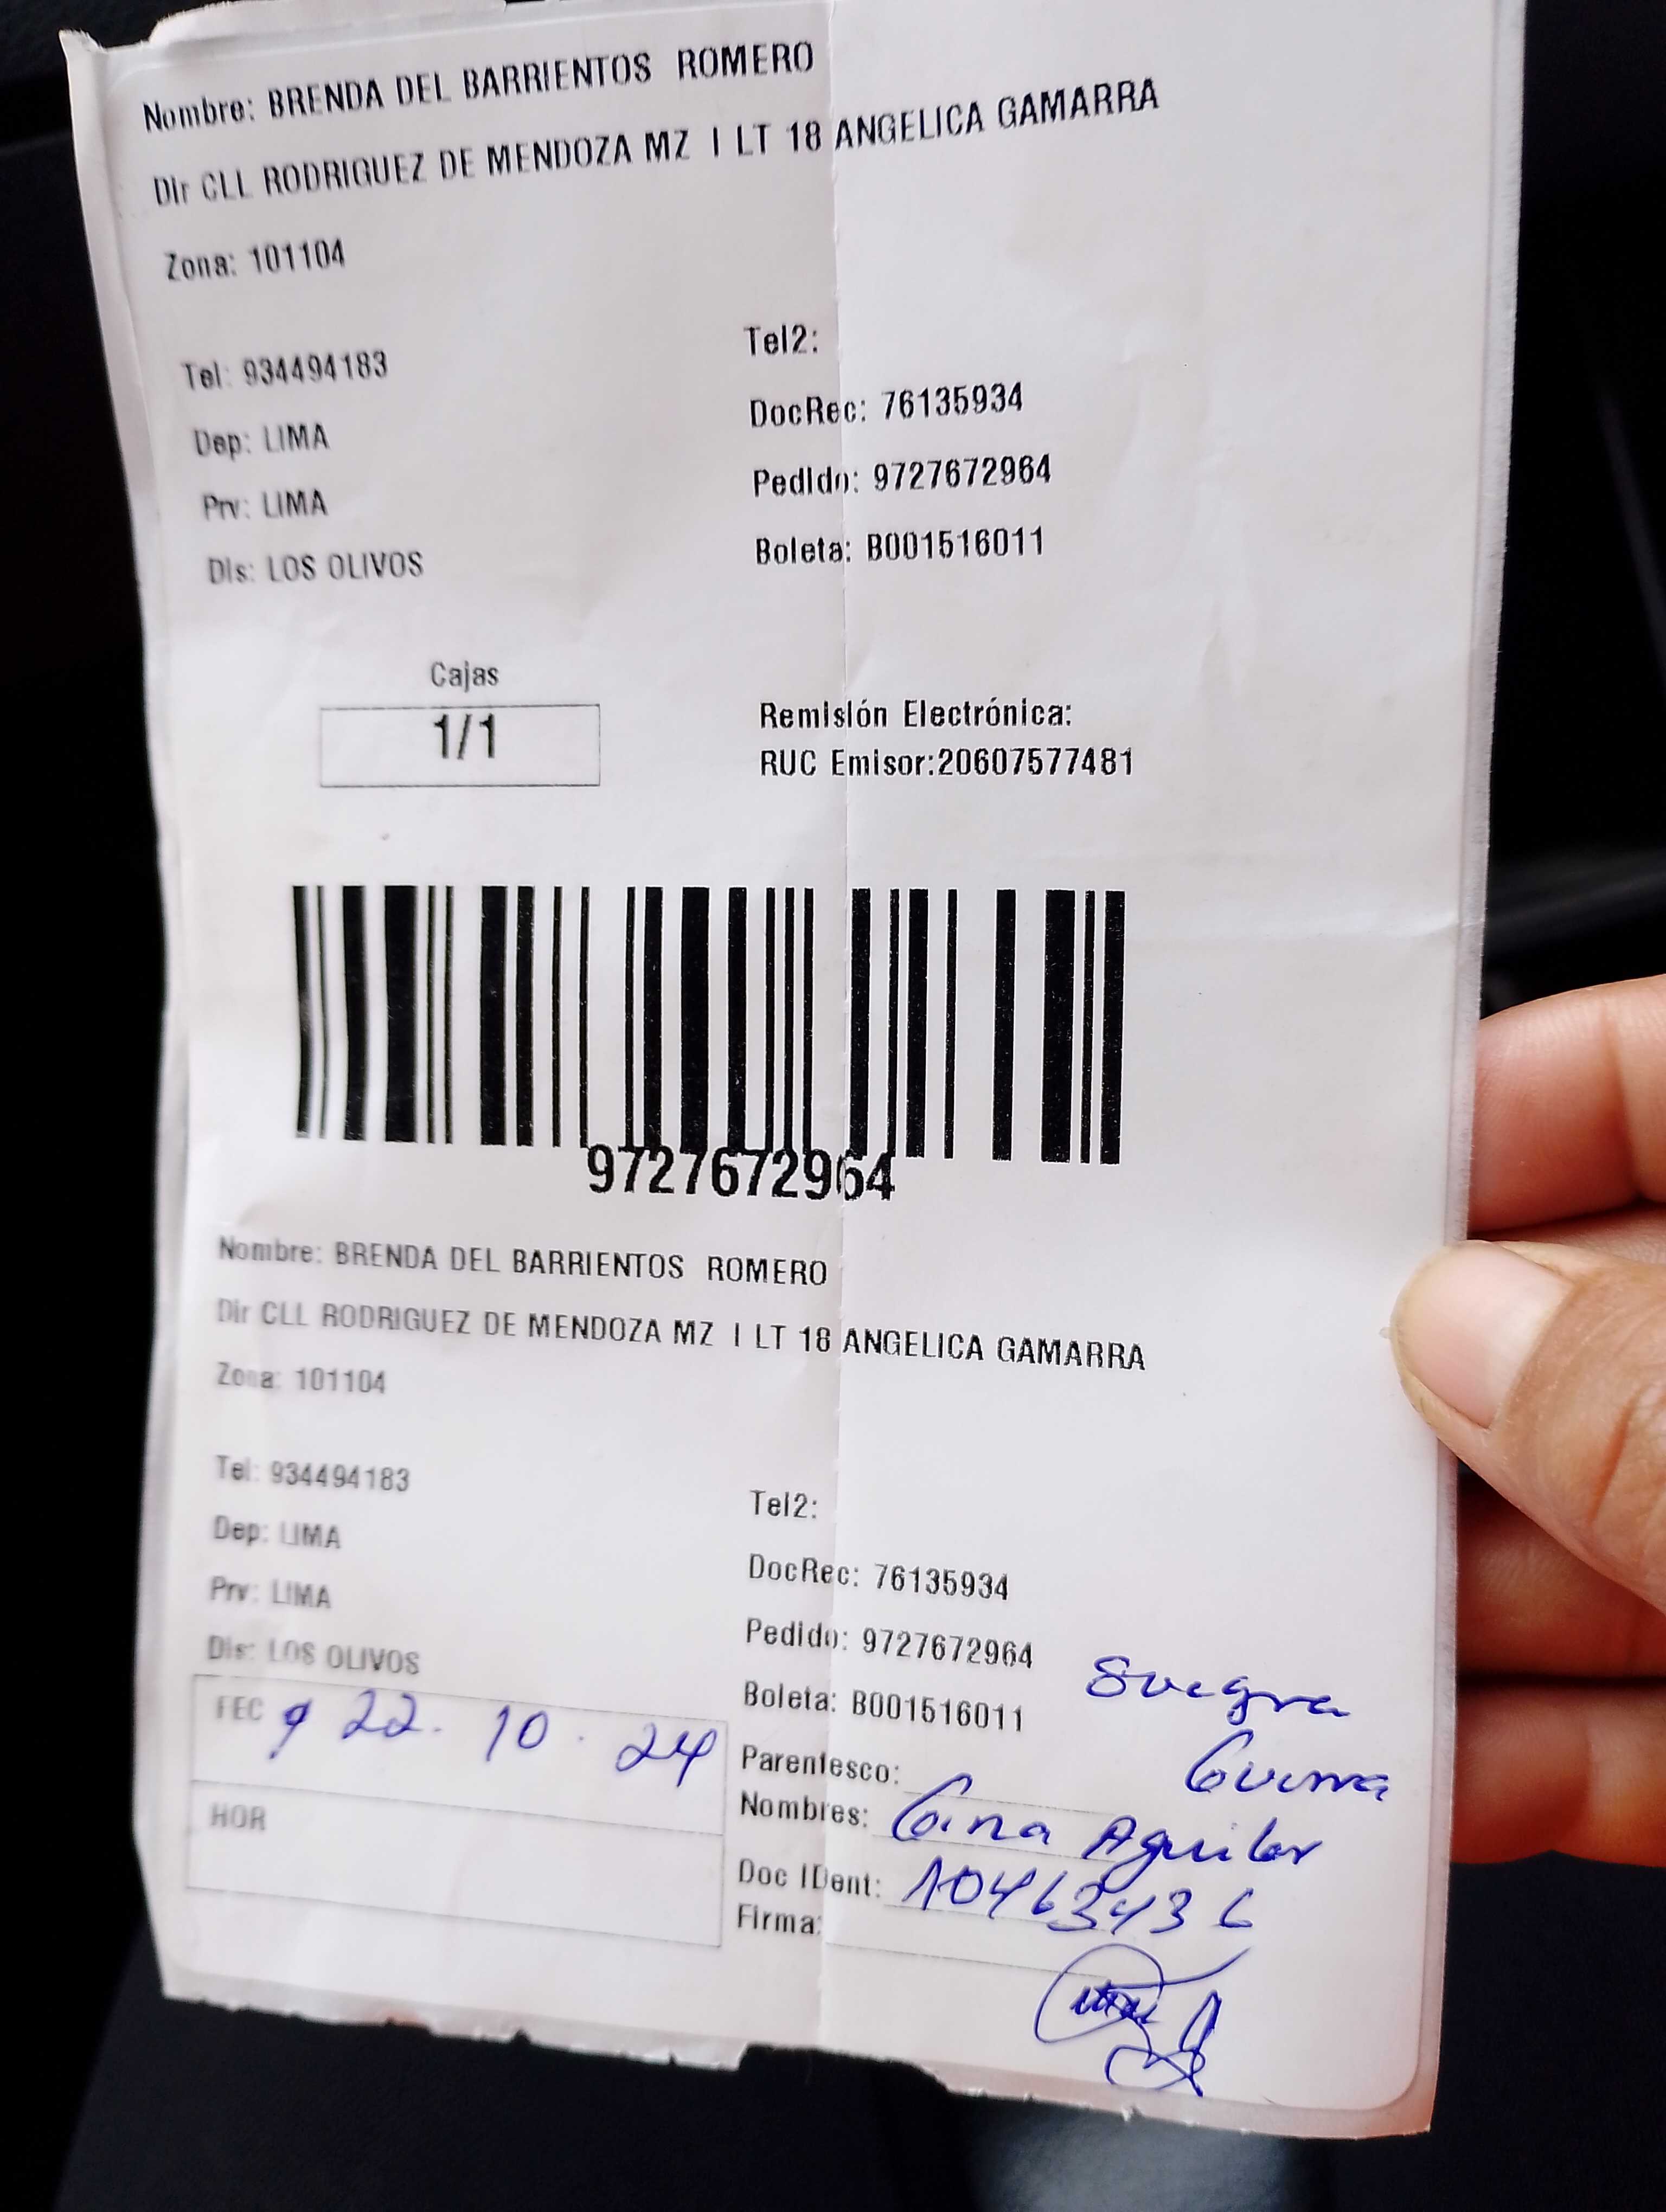 Nombre: BRENDA DEL BARRIENTOS ROMERO
Dir CLL RODRIGUEZ DE MENDOZA MZ I LT 18 ANGELICA GAMARRA
Zona: 101104
Tel: 934494183
Tel2:
Dep: LIMA
DocRec: 76135934
Prv: LIMA
Pedido: 9727672964
Dis: LOS OLIVOS
Boleta: B001516011
Cajas
1/1
Remisión Electrónica:
RUC Emisor:20607577481
9727672964
Nombre: BRENDA DEL BARRIENTOS ROMERO
Dir CLL RODRIGUEZ DE MENDOZA MZ I LT 18 ANGELICA GAMARRA
Zona: 101104
Tel: 934494183
Tel2:
Dep: LIMA
DocRec: 76135934
Prv: LIMA
Pedido: 9727672964
Dis: LOS OLIVOS
Suegra
Boleta: B001516011
FEC 22. 10. 24
Parentesco:
Nombres: Gina Aguilar
HOR
Doc IDent: 10463436
Firma: